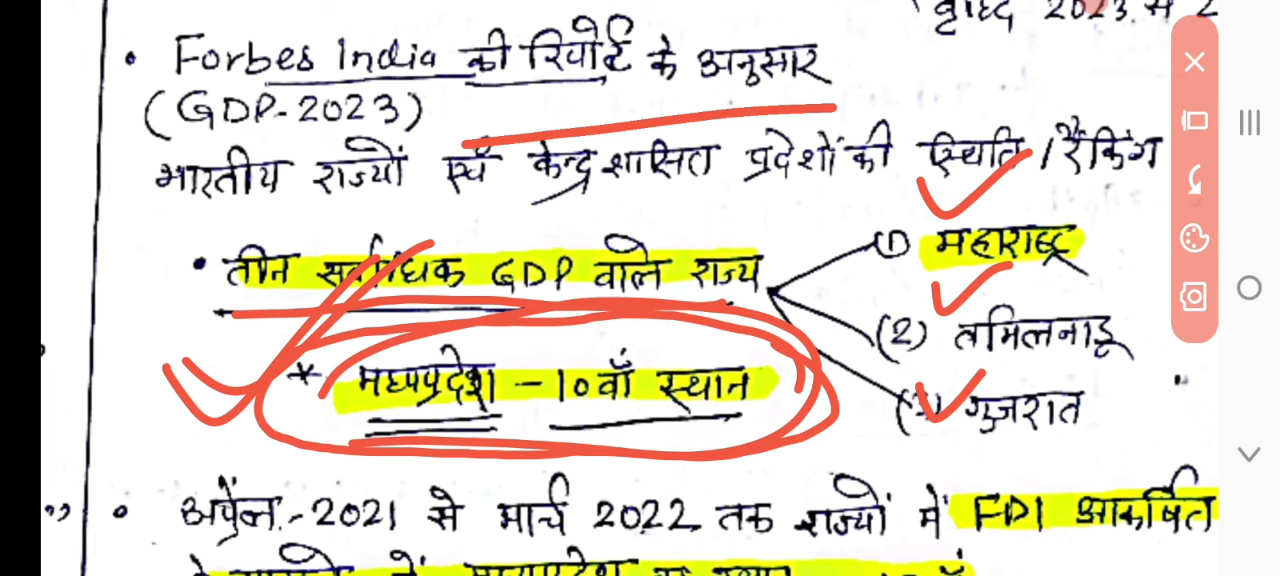 वृद्धि 2023 में 2
• Forbes India की रिपोर्ट के अनुसार
(GDP-2023)
भारतीय राज्यों एवं केन्द्रशासित प्रदेशों की स्थिति / रैंकिंग
• तीन सर्वाधिक GDP वाले राज्य
(1) महाराष्ट्र
(2) तमिलनाडू
(3) गुजरात
* मध्यप्रदेश - 10वाँ स्थान
• अप्रैल-2021 से मार्च 2022 तक राज्यों में FDI आकर्षित